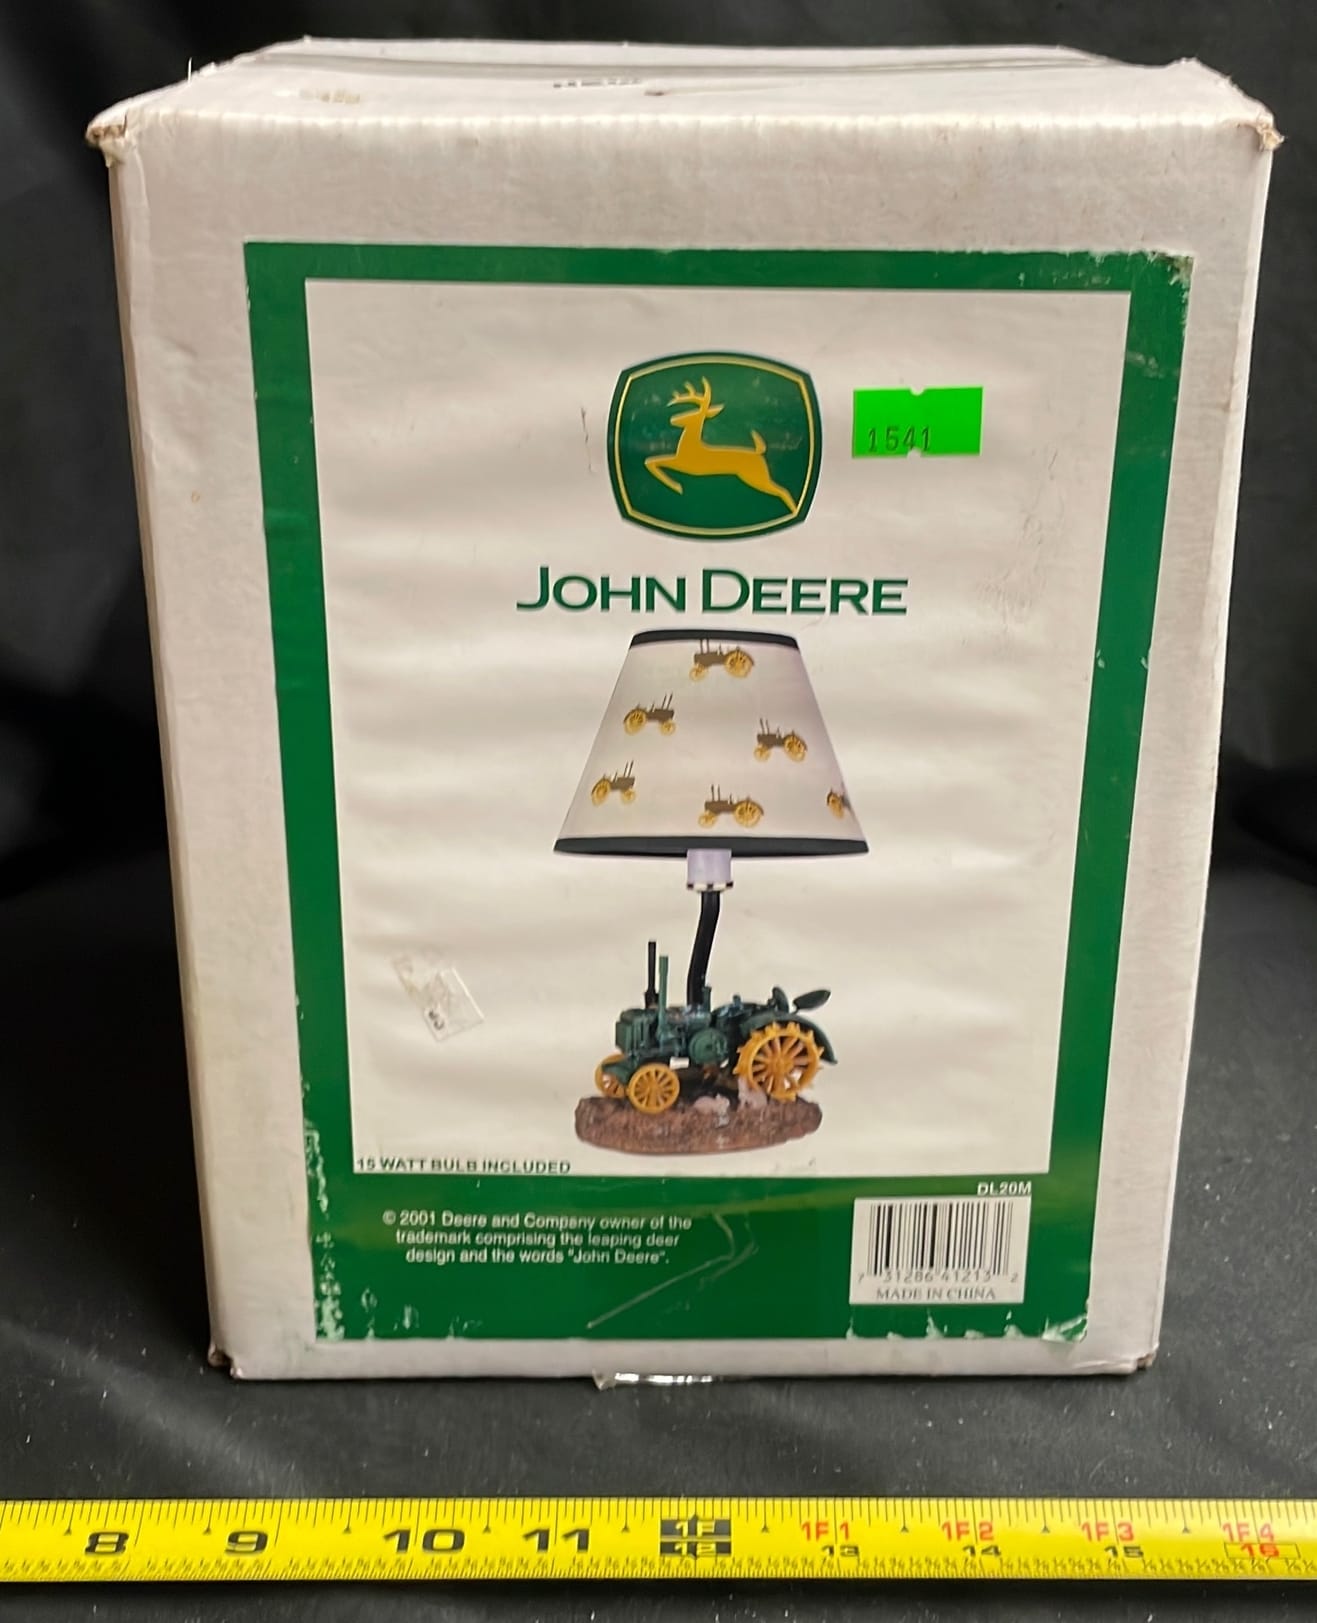 1541
JOHN DEERE
15 WATT BULB INCLUDED
DL20M
© 2001 Deere and Company owner of the
trademark comprising the leaping deer
design and the words "John Deere".
7 31286 41213 2
MADE IN CHINA
8 9 10 11 1F 1F1 1F2 1F3 1F4
12 13 14 15 16